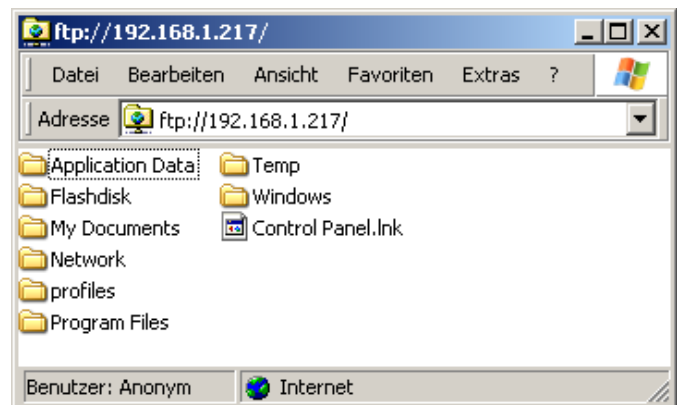 ftp://192.168.1.217/
Datei Bearbeiten Ansicht Favoriten Extras ?
Adresse ftp://192.168.1.217/
Application Data Temp
Flashdisk Windows
My Documents Control Panel.lnk
Network
profiles
Program Files
Benutzer: Anonym Internet